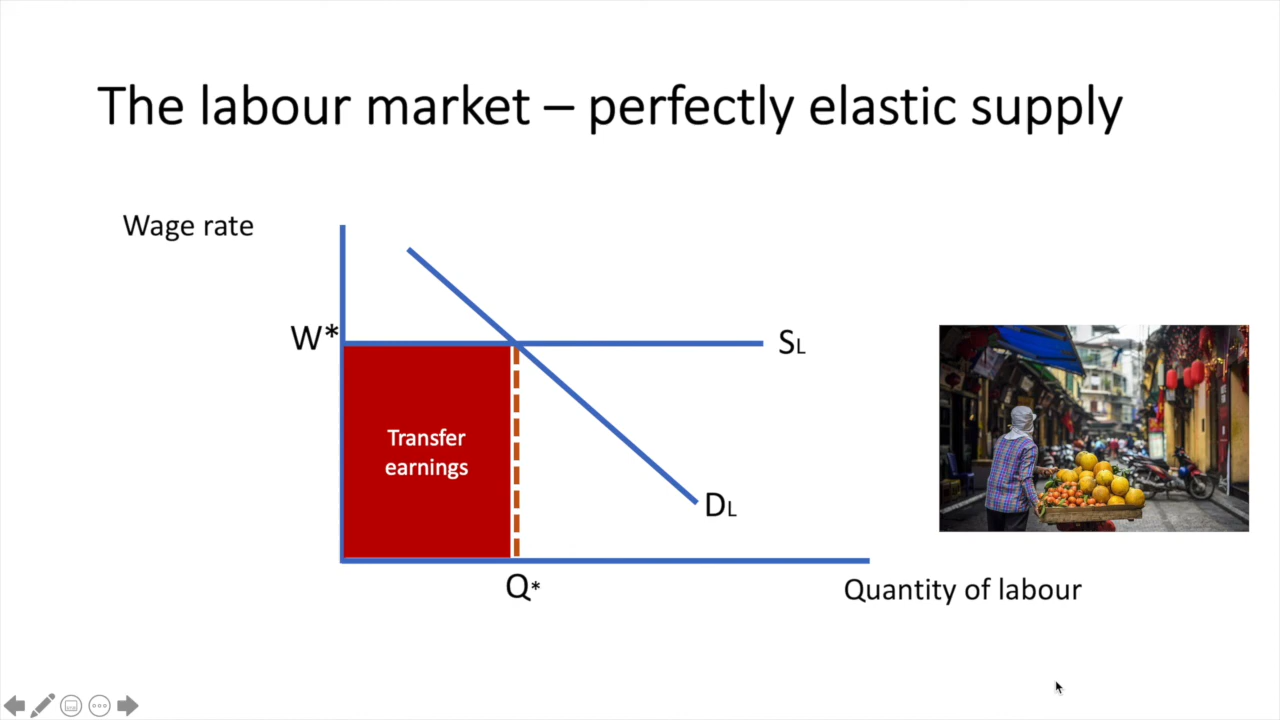 The labour market – perfectly elastic supply
Wage rate
W*
SL
Transfer
earnings
DL
Q*
Quantity of labour